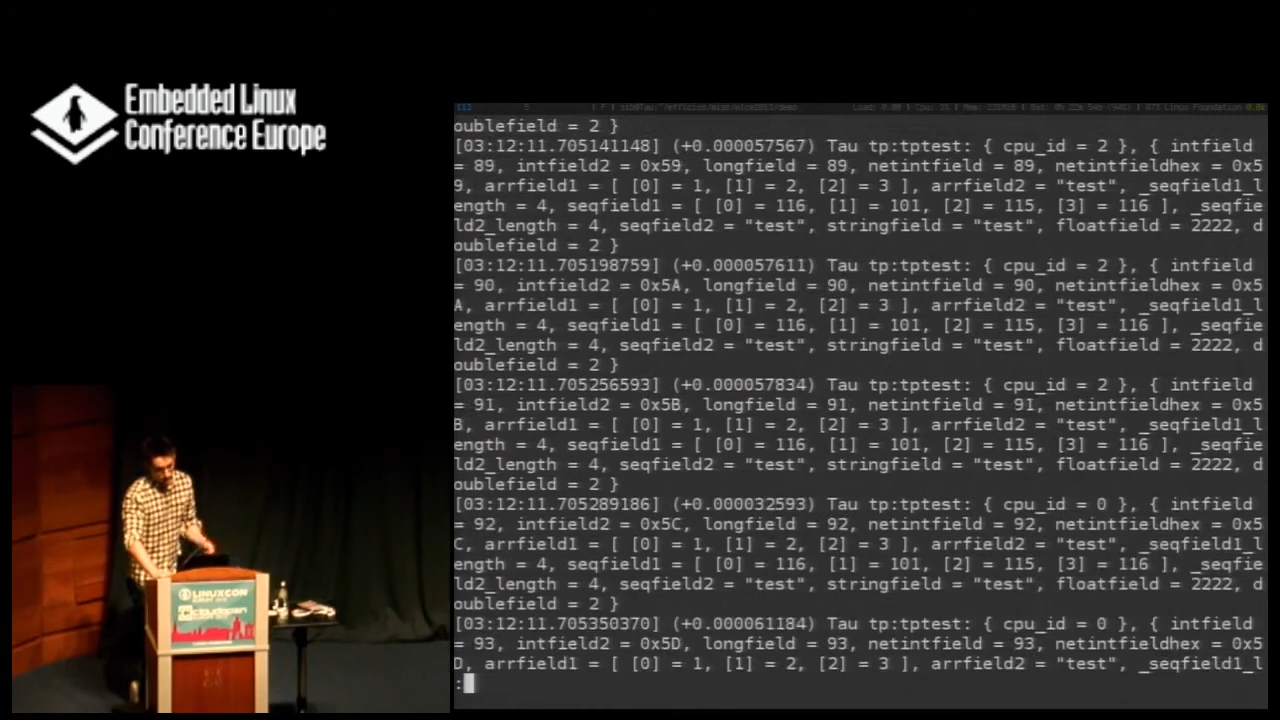 Embedded Linux
Conference Europe
oublefield = 2 }
[03:12:11.705141148] (+0.000057567) Tau tp:tptest: { cpu_id = 2 }, { intfield
= 89, intfield2 = 0x59, longfield = 89, netintfield = 89, netintfieldhex = 0x5
9, arrfield1 = [ [0] = 1, [1] = 2, [2] = 3 ], arrfield2 = "test", _seqfield1_l
ength = 4, seqfield1 = [ [0] = 116, [1] = 101, [2] = 115, [3] = 116 ], _seqfie
ld2_length = 4, seqfield2 = "test", stringfield = "test", floatfield = 2222, d
oublefield = 2 }
[03:12:11.705198759] (+0.000057611) Tau tp:tptest: { cpu_id = 2 }, { intfield
= 90, intfield2 = 0x5A, longfield = 90, netintfield = 90, netintfieldhex = 0x5
A, arrfield1 = [ [0] = 1, [1] = 2, [2] = 3 ], arrfield2 = "test", _seqfield1_l
ength = 4, seqfield1 = [ [0] = 116, [1] = 101, [2] = 115, [3] = 116 ], _seqfie
ld2_length = 4, seqfield2 = "test", stringfield = "test", floatfield = 2222, d
oublefield = 2 }
[03:12:11.705256593] (+0.000057834) Tau tp:tptest: { cpu_id = 2 }, { intfield
= 91, intfield2 = 0x5B, longfield = 91, netintfield = 91, netintfieldhex = 0x5
B, arrfield1 = [ [0] = 1, [1] = 2, [2] = 3 ], arrfield2 = "test", _seqfield1_l
ength = 4, seqfield1 = [ [0] = 116, [1] = 101, [2] = 115, [3] = 116 ], _seqfie
ld2_length = 4, seqfield2 = "test", stringfield = "test", floatfield = 2222, d
oublefield = 2 }
[03:12:11.705289186] (+0.000032593) Tau tp:tptest: { cpu_id = 0 }, { intfield
= 92, intfield2 = 0x5C, longfield = 92, netintfield = 92, netintfieldhex = 0x5
C, arrfield1 = [ [0] = 1, [1] = 2, [2] = 3 ], arrfield2 = "test", _seqfield1_l
ength = 4, seqfield1 = [ [0] = 116, [1] = 101, [2] = 115, [3] = 116 ], _seqfie
ld2_length = 4, seqfield2 = "test", stringfield = "test", floatfield = 2222, d
oublefield = 2 }
[03:12:11.705350370] (+0.000061184) Tau tp:tptest: { cpu_id = 0 }, { intfield
= 93, intfield2 = 0x5D, longfield = 93, netintfield = 93, netintfieldhex = 0x5
D, arrfield1 = [ [0] = 1, [1] = 2, [2] = 3 ], arrfield2 = "test", _seqfield1_l
:
LINUXCON
cloudopen